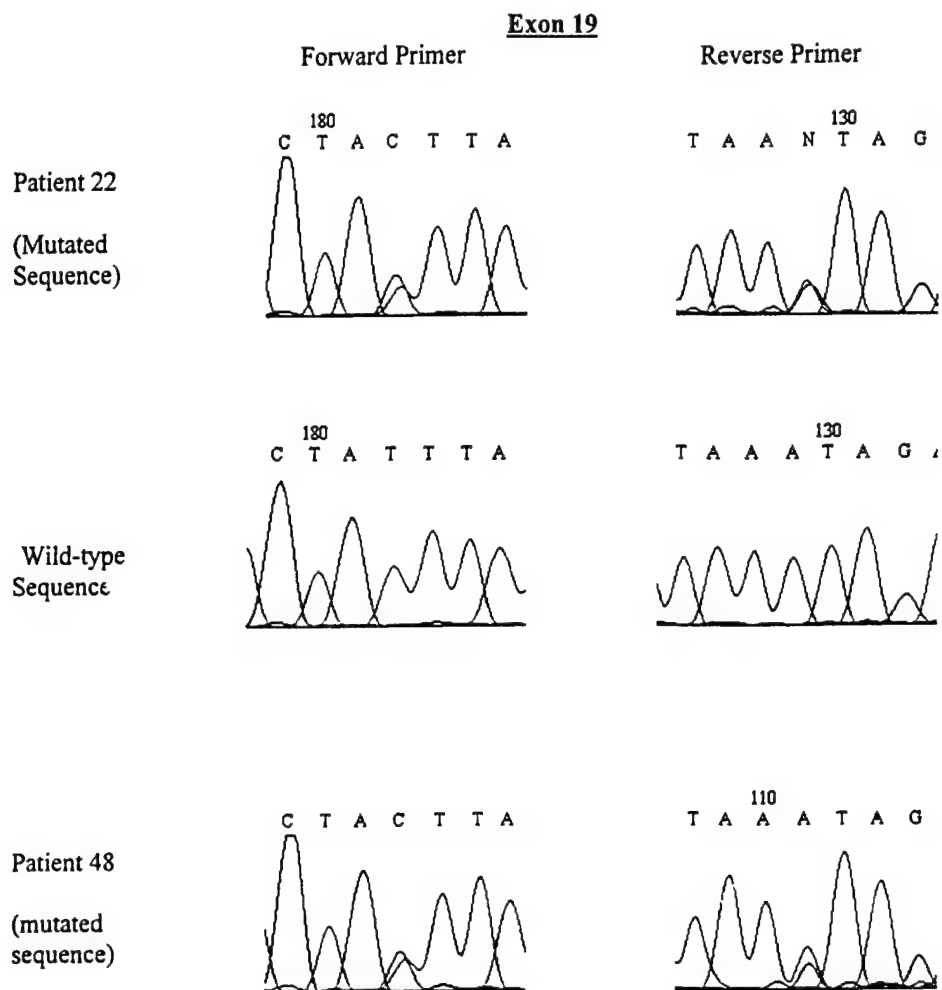 Exon 19
Forward Primer
Reverse Primer
180
C T A C T T A
130
T A A N T A G
Patient 22
(Mutated
Sequence)
180
C T A T T T A
130
T A A A T A G
Wild-type
Sequence
C T A C T T A
110
T A A A T A G
Patient 48
(mutated
sequence)